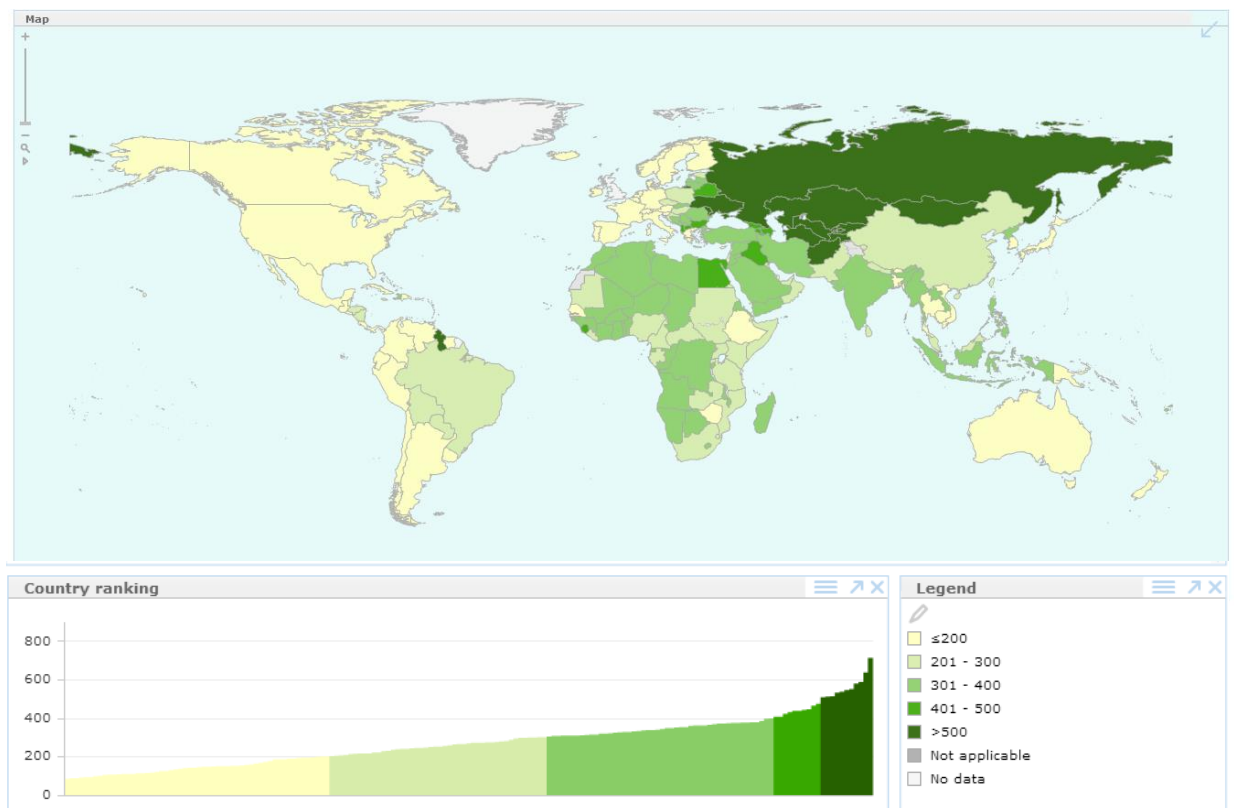 Map
Country ranking
800
600
400
200
0
Legend
≤200
201 - 300
301 - 400
401 - 500
>500
Not applicable
No data